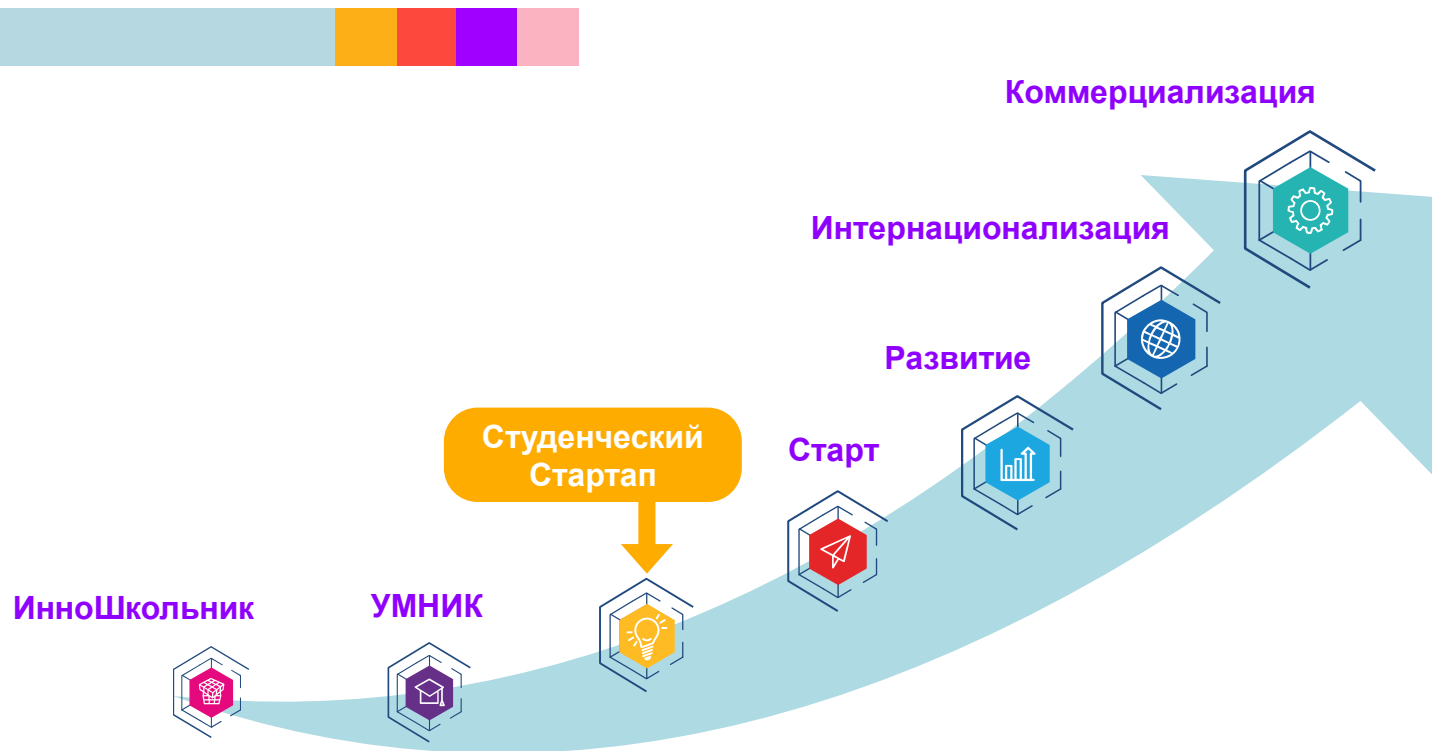 Коммерциализация
Интернационализация
Развитие
Студенческий
Стартап
Старт
ИнноШкольник
УМНИК